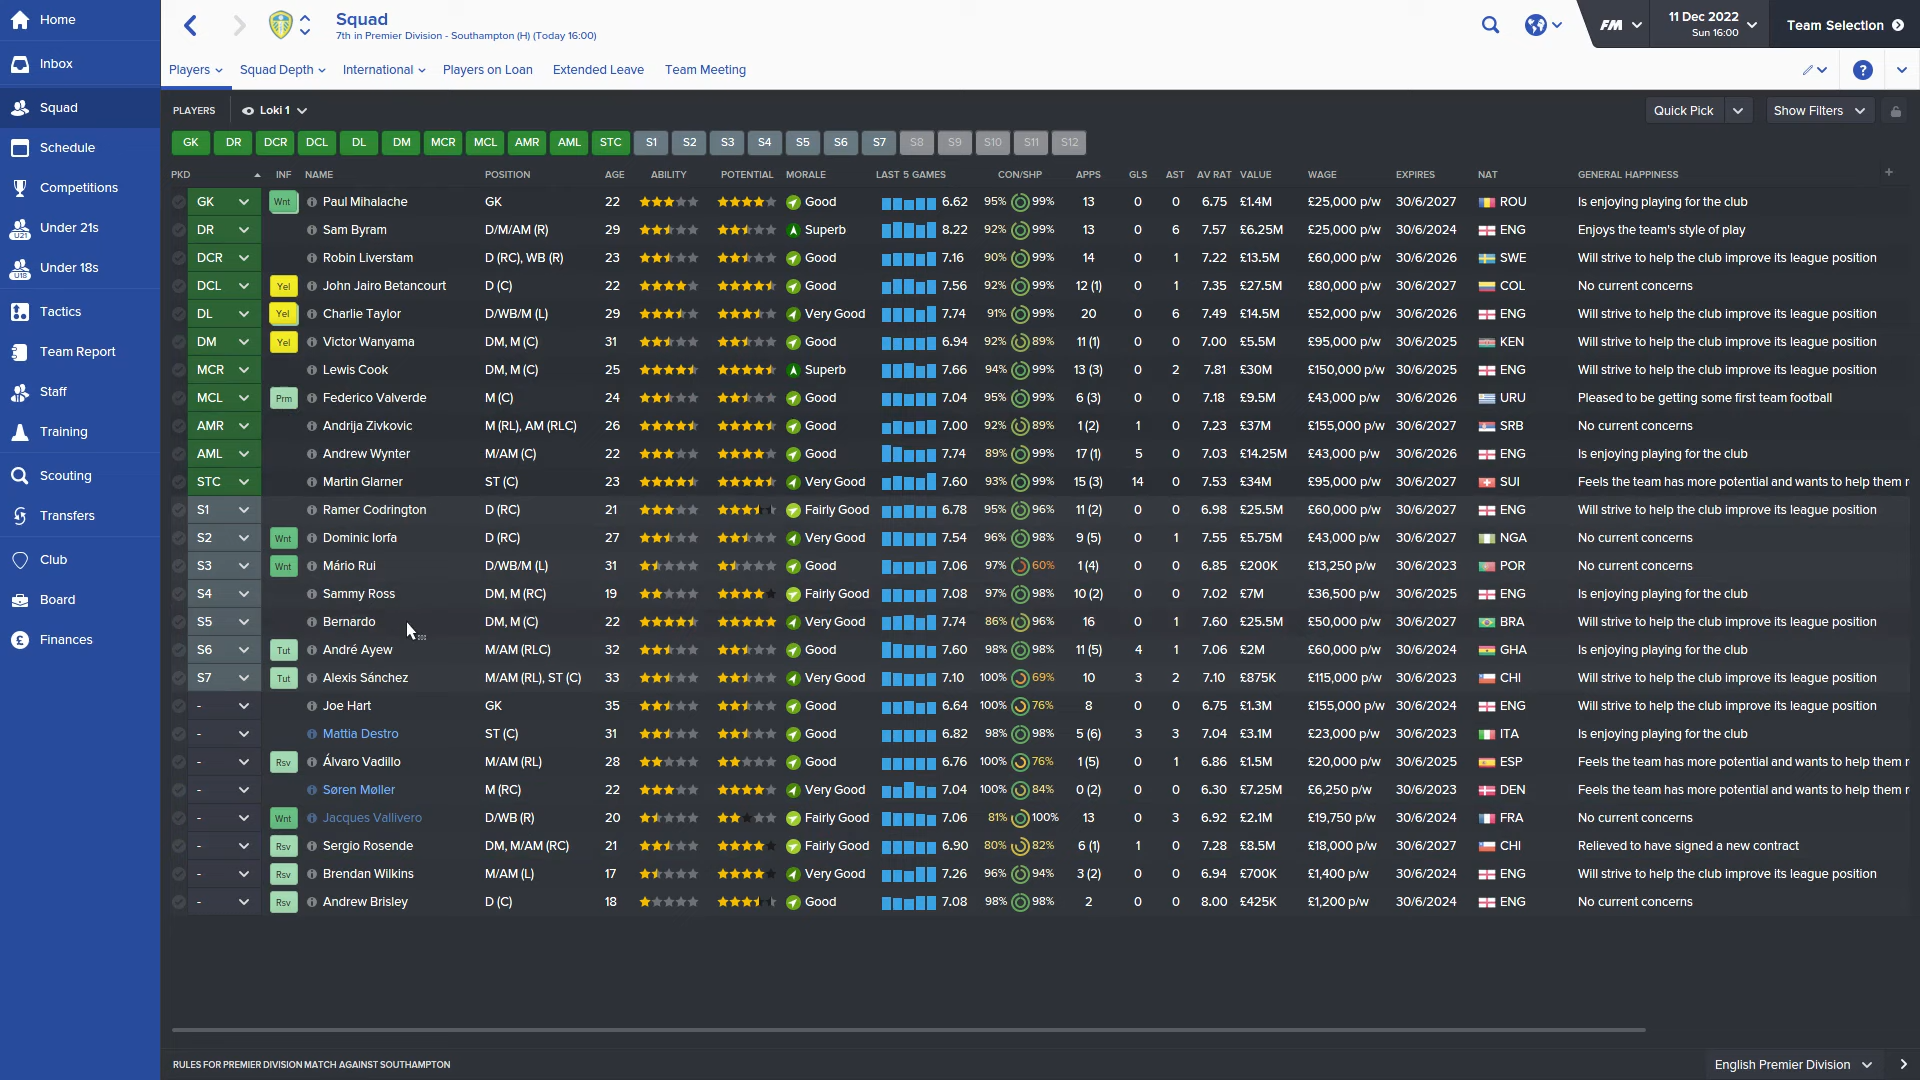 Home
Inbox
Squad
Schedule
Competitions
Under 21s
Under 18s
Tactics
Team Report
Staff
Training
Scouting
Transfers
Club
Board
Finances
Squad
7th in Premier Division - Southampton (H) (Today 16:00)
FM
11 Dec 2022
Sun 16:00
Team Selection
Players Squad Depth International Players on Loan Extended Leave Team Meeting
PLAYERS Loki 1 Quick Pick Show Filters
GK DR DCR DCL DL DM MCR MCL AMR AML STC S1 S2 S3 S4 S5 S6 S7 S8 S9 S10 S11 S12
PKD INF NAME POSITION AGE ABILITY POTENTIAL MORALE LAST 5 GAMES CON/SHP APPS GLS AST AV RAT VALUE WAGE EXPIRES NAT GENERAL HAPPINESS
GK Wnt Paul Mihalache GK 22 Good 6.62 95% 99% 13 0 0 6.75 £1.4M £25,000 p/w 30/6/2027 ROU Is enjoying playing for the club
DR Sam Byram D/M/AM (R) 29 Superb 8.22 92% 99% 13 0 6 7.57 £6.25M £25,000 p/w 30/6/2024 ENG Enjoys the team's style of play
DCR Robin Liverstam D (RC), WB (R) 23 Good 7.16 90% 99% 14 0 1 7.22 £13.5M £60,000 p/w 30/6/2026 SWE Will strive to help the club improve its league position
DCL Yel John Jairo Betancourt D (C) 22 Good 7.56 92% 99% 12 (1) 0 1 7.35 £27.5M £80,000 p/w 30/6/2026 COL No current concerns
DL Yel Charlie Taylor D/WB/M (L) 29 Very Good 7.74 91% 99% 20 0 6 7.49 £14.5M £52,000 p/w 30/6/2026 ENG Will strive to help the club improve its league position
DM Yel Victor Wanyama DM, M (C) 31 Good 6.94 92% 89% 11 (1) 0 0 7.00 £5.5M £95,000 p/w 30/6/2025 KEN Will strive to help the club improve its league position
MCR Lewis Cook DM, M (C) 25 Superb 7.66 94% 99% 13 (3) 0 2 7.81 £30M £150,000 p/w 30/6/2025 ENG Will strive to help the club improve its league position
MCL Prm Federico Valverde M (C) 24 Good 7.04 95% 99% 6 (3) 0 0 7.18 £9.5M £43,000 p/w 30/6/2026 URU Pleased to be getting some first team football
AMR Andrija Zivkovic M (RL), AM (RLC) 26 Good 7.00 92% 89% 1 (2) 1 0 7.23 £37M £155,000 p/w 30/6/2027 SRB No current concerns
AML Andrew Wynter M/AM (C) 22 Good 7.74 89% 99% 17 (1) 5 0 7.03 £14.25M £43,000 p/w 30/6/2026 ENG Is enjoying playing for the club
STC Martin Glarner ST (C) 23 Very Good 7.60 93% 99% 15 (3) 14 0 7.53 £34M £95,000 p/w 30/6/2027 SUI Feels the team has more potential and wants to help them r
S1 Ramer Codrington D (RC) 21 Fairly Good 6.78 95% 96% 11 (2) 0 0 6.98 £25.5M £60,000 p/w 30/6/2027 ENG Will strive to help the club improve its league position
S2 Wnt Dominic Iorfa D (RC) 27 Very Good 7.54 96% 98% 9 (5) 0 1 7.55 £5.75M £43,000 p/w 30/6/2027 NGA No current concerns
S3 Wnt Mário Rui D/WB/M (L) 31 Good 7.06 97% 60% 1 (4) 0 0 6.85 £200K £13,250 p/w 30/6/2023 POR No current concerns
S4 Sammy Ross DM, M (RC) 19 Fairly Good 7.08 97% 98% 10 (2) 0 0 7.02 £7M £36,500 p/w 30/6/2025 ENG Is enjoying playing for the club
S5 Bernardo DM, M (C) 22 Very Good 7.74 86% 96% 16 0 1 7.60 £25.5M £50,000 p/w 30/6/2027 BRA Will strive to help the club improve its league position
S6 Tut André Ayew M/AM (RLC) 32 Good 7.60 98% 98% 11 (5) 4 1 7.06 £2M £60,000 p/w 30/6/2024 GHA Is enjoying playing for the club
S7 Tut Alexis Sánchez M/AM (RL), ST (C) 33 Very Good 7.10 100% 69% 10 3 2 7.10 £875K £115,000 p/w 30/6/2023 CHI Will strive to help the club improve its league position
- Joe Hart GK 35 Good 6.64 100% 76% 8 0 0 6.75 £1.3M £155,000 p/w 30/6/2024 ENG Will strive to help the club improve its league position
- Mattia Destro ST (C) 31 Good 6.82 98% 98% 5 (6) 3 3 7.04 £3.1M £23,000 p/w 30/6/2023 ITA Is enjoying playing for the club
- Rsv Álvaro Vadillo M/AM (RL) 28 Good 6.76 100% 76% 1 (5) 0 1 6.86 £1.5M £20,000 p/w 30/6/2025 ESP Feels the team has more potential and wants to help them r
- Søren Møller M (RC) 22 Very Good 7.04 100% 84% 0 (2) 0 0 6.30 £7.25M £6,250 p/w 30/6/2023 DEN Feels the team has more potential and wants to help them r
- Wnt Jacques Vallivero D/WB (R) 20 Fairly Good 7.06 81% 100% 13 0 3 6.92 £2.1M £19,750 p/w 30/6/2024 FRA No current concerns
- Rsv Sergio Rosende DM, M/AM (RC) 21 Fairly Good 6.90 80% 82% 6 (1) 1 0 7.28 £8.5M £18,000 p/w 30/6/2027 CHI Relieved to have signed a new contract
- Rsv Brendan Wilkins M/AM (L) 17 Very Good 7.26 96% 94% 3 (2) 0 0 6.94 £700K £1,400 p/w 30/6/2024 ENG Will strive to help the club improve its league position
- Rsv Andrew Brisley D (C) 18 Good 7.08 98% 98% 2 0 0 8.00 £425K £1,200 p/w 30/6/2024 ENG No current concerns
RULES FOR PREMIER DIVISION MATCH AGAINST SOUTHAMPTON English Premier Division